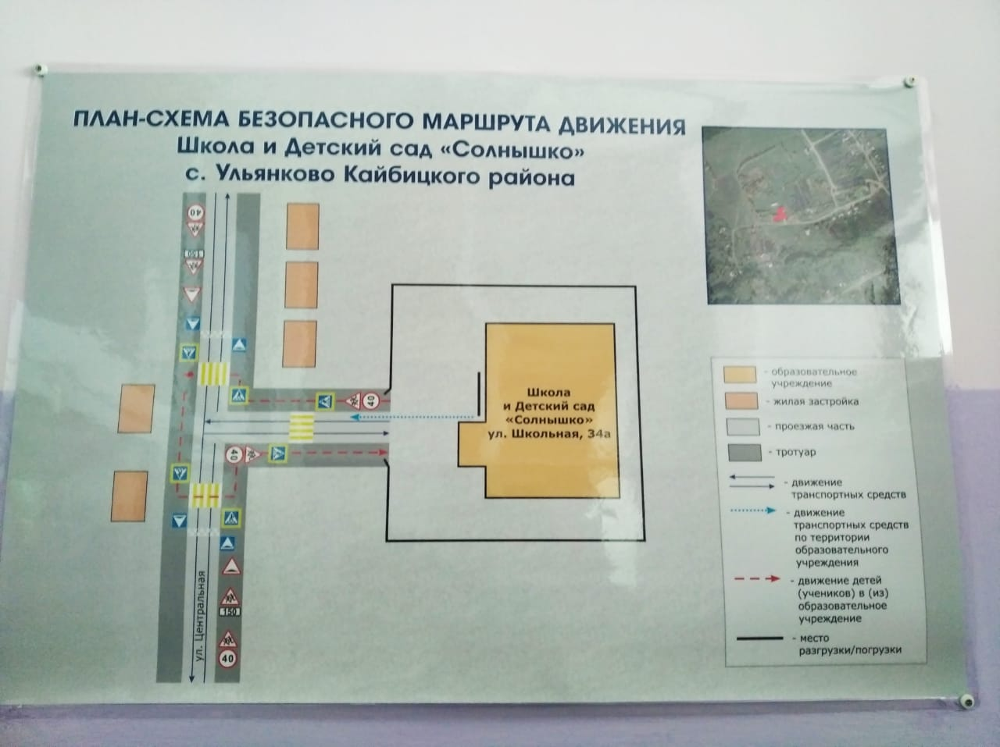 ПЛАН-СХЕМА БЕЗОПАСНОГО МАРШРУТА ДВИЖЕНИЯ
Школа и Детский сад «Солнышко»
с. Ульянково Кайбицкого района
40
150
40
40
Школа
и Детский сад
«Солнышко»
ул. Школьная, 34а
ул. Центральная
150
40
- образовательное
учреждение
- жилая застройка
- проезжая часть
- тротуар
- движение
транспортных средств
- движение
транспортных средств
по территории
образовательного
учреждения
- движение детей
(учеников) в (из)
образовательное
учреждение
- место
разгрузки/погрузки